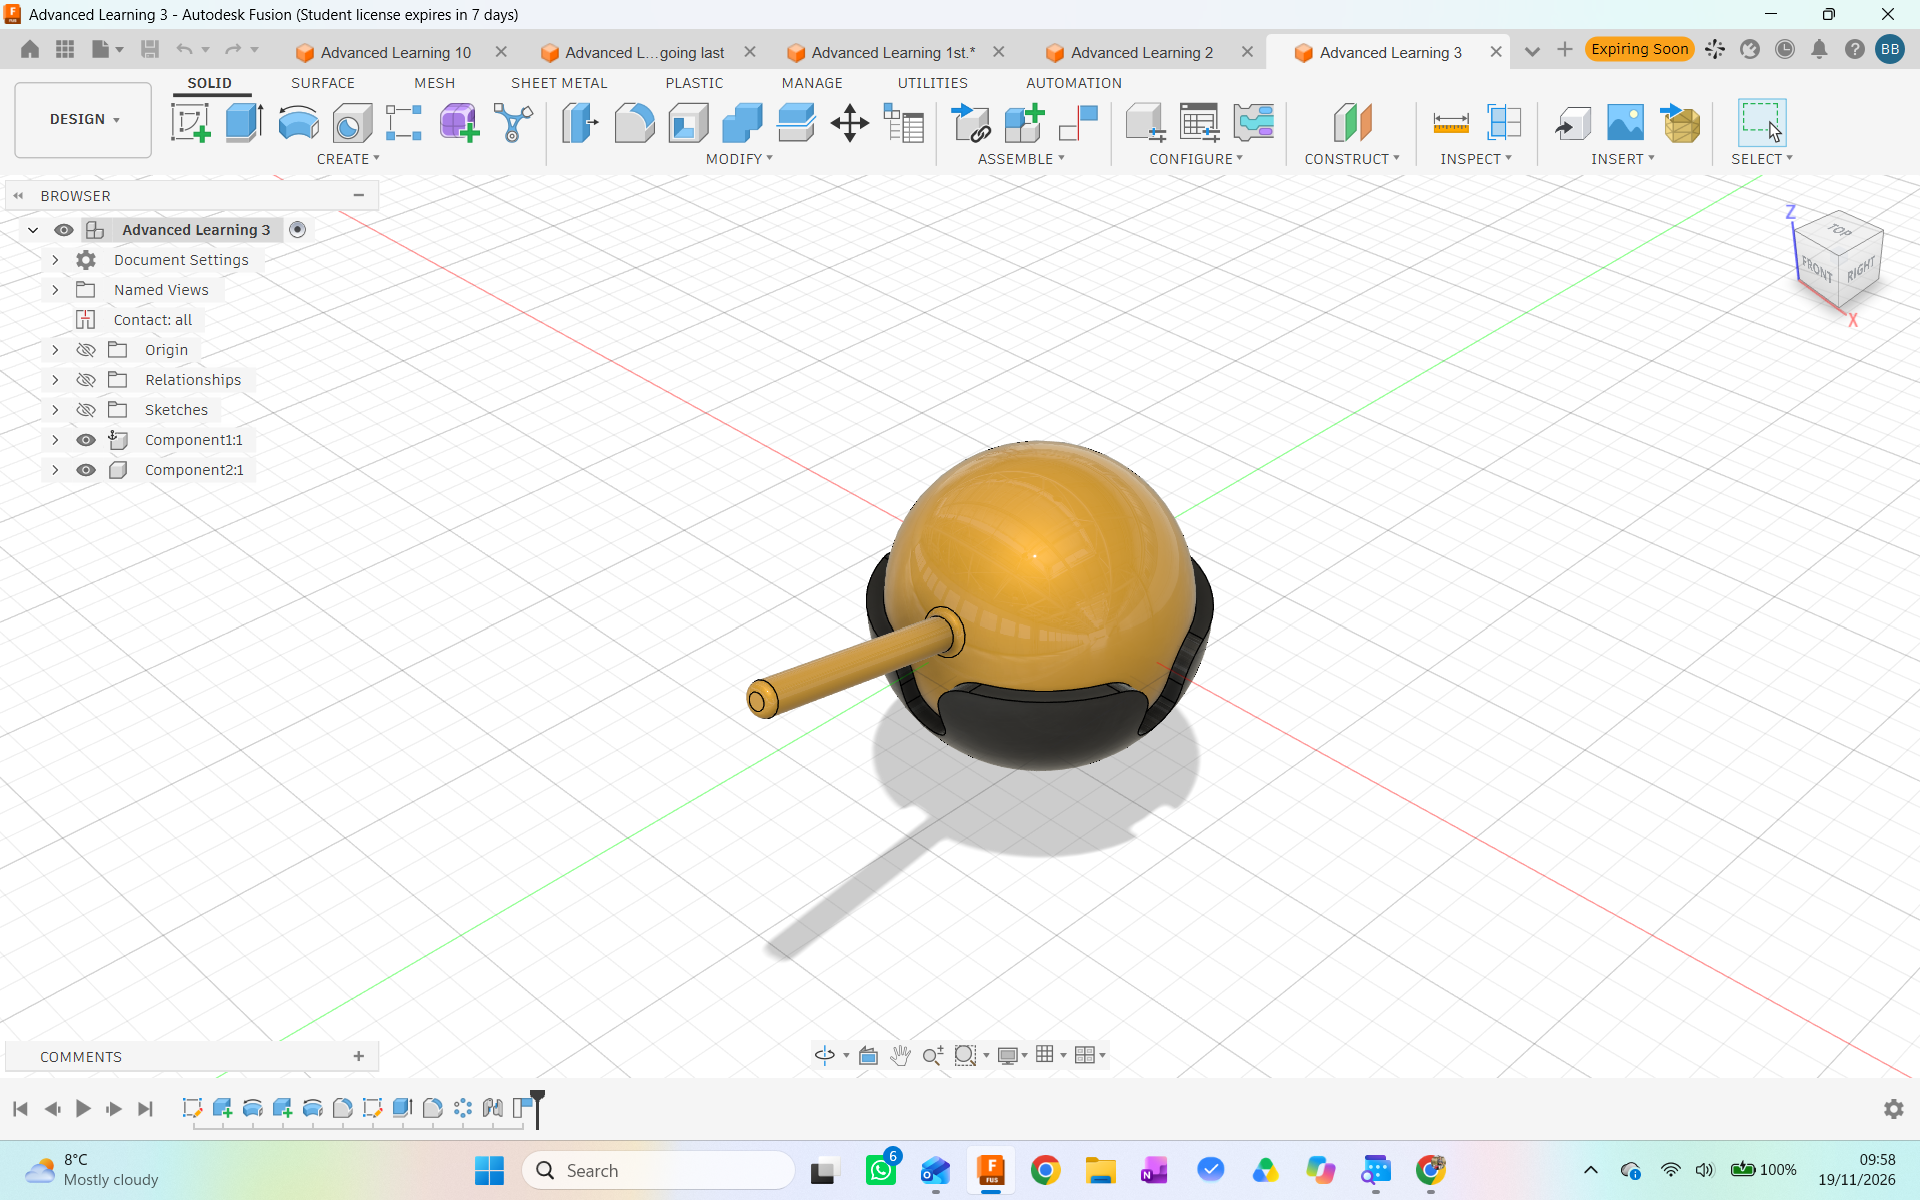 Advanced Learning 3 - Autodesk Fusion (Student license expires in 7 days)
Advanced Learning 10
Advanced L...going last
Advanced Learning 1st.*
Advanced Learning 2
Advanced Learning 3
Expiring Soon
BB
DESIGN
SOLID
SURFACE
MESH
SHEET METAL
PLASTIC
MANAGE
UTILITIES
AUTOMATION
CREATE
MODIFY
ASSEMBLE
CONFIGURE
CONSTRUCT
INSPECT
INSERT
SELECT
BROWSER
Advanced Learning 3
Document Settings
Named Views
Contact: all
Origin
Relationships
Sketches
Component1:1
Component2:1
Z
TOP
FRONT
RIGHT
X
COMMENTS
8°C
Mostly cloudy
Search
6
F
FUS
100%
09:58
19/11/2026